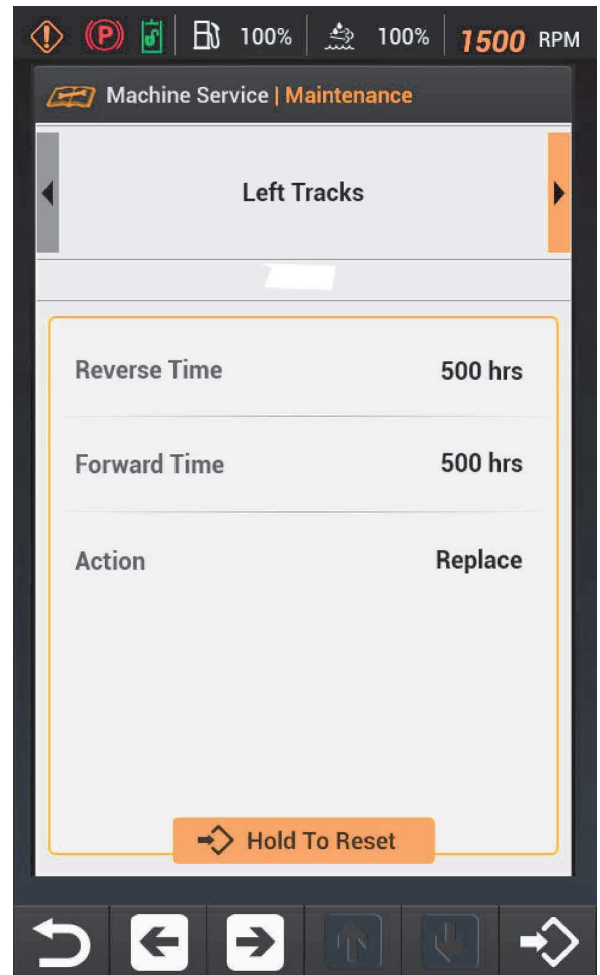 P 100% 100% 1500 RPM
Machine Service | Maintenance
Left Tracks
Reverse Time 500 hrs
Forward Time 500 hrs
Action Replace
Hold To Reset